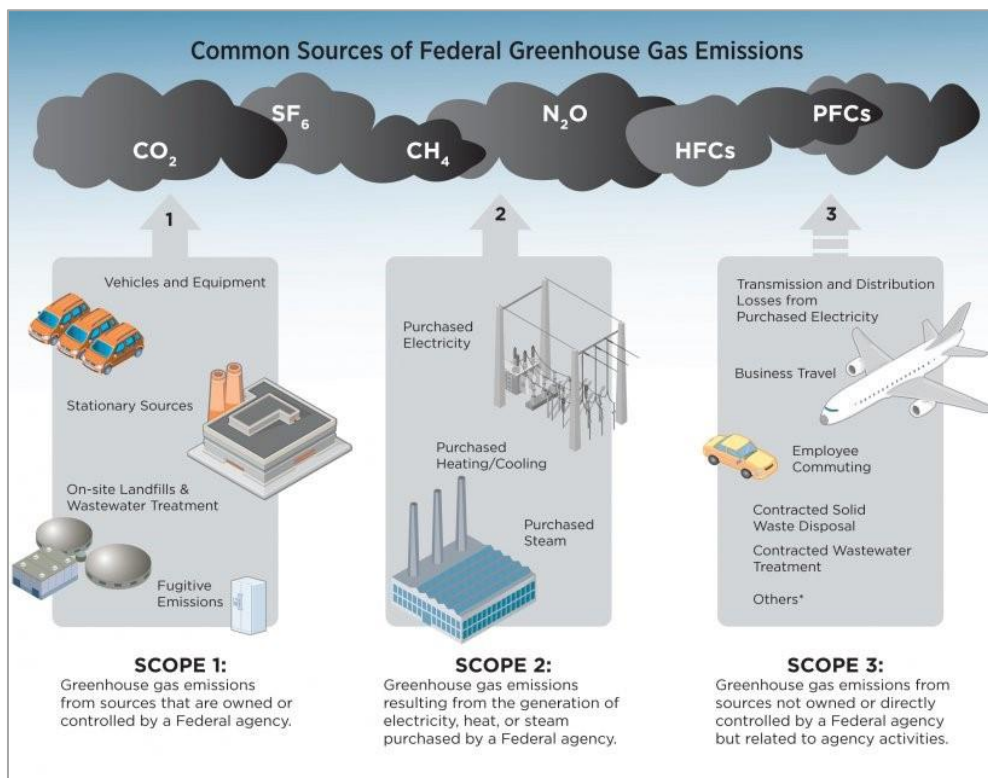 Common Sources of Federal Greenhouse Gas Emissions
CO₂
SF₆
CH₄
N₂O
HFCs
PFCs
1
Vehicles and Equipment
Stationary Sources
On-site Landfills &
Wastewater Treatment
Fugitive
Emissions
SCOPE 1:
Greenhouse gas emissions
from sources that are owned or
controlled by a Federal agency.
2
Purchased
Electricity
Purchased
Heating/Cooling
Purchased
Steam
SCOPE 2:
Greenhouse gas emissions
resulting from the generation of
electricity, heat, or steam
purchased by a Federal agency.
3
Transmission and Distribution
Losses from
Purchased Electricity
Business Travel
Employee
Commuting
Contracted Solid
Waste Disposal
Contracted Wastewater
Treatment
Others*
SCOPE 3:
Greenhouse gas emissions from
sources not owned or directly
controlled by a Federal agency
but related to agency activities.